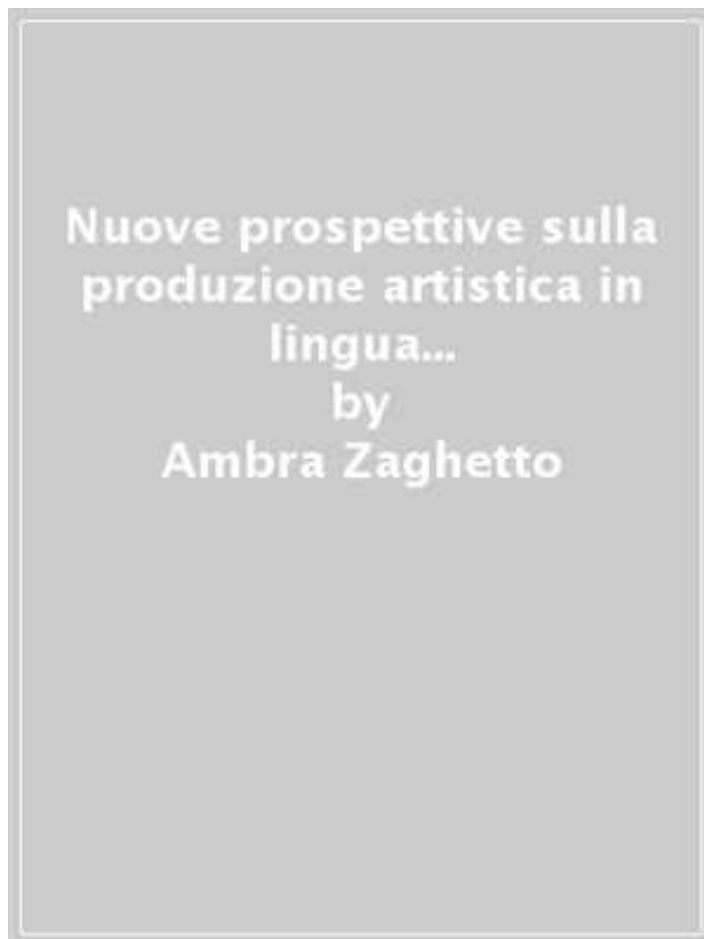 Nuove prospettive sulla
produzione artistica in
lingua...
by
Ambra Zaghetto